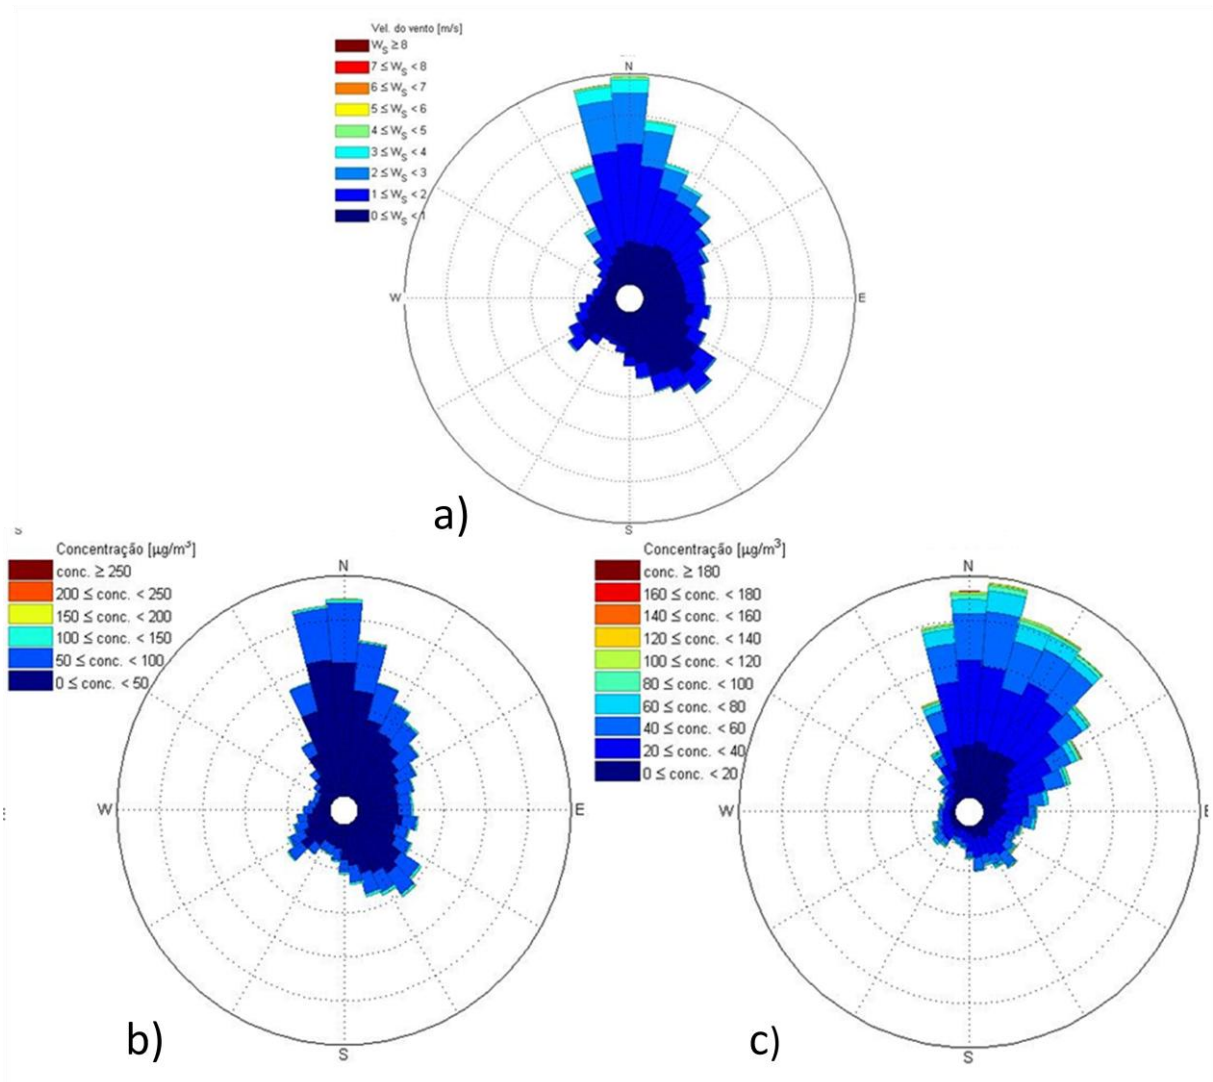 Vel. do vento [m/s]
W_S ≥ 8
7 ≤ W_S < 8
6 ≤ W_S < 7
5 ≤ W_S < 6
4 ≤ W_S < 5
3 ≤ W_S < 4
2 ≤ W_S < 3
1 ≤ W_S < 2
0 ≤ W_S < 1
N
W
E
S
a)
S
Concentração [µg/m³]
conc. ≥ 250
200 ≤ conc. < 250
150 ≤ conc. < 200
100 ≤ conc. < 150
50 ≤ conc. < 100
0 ≤ conc. < 50
N
W
E
S
b)
Concentração [µg/m³]
conc. ≥ 180
160 ≤ conc. < 180
140 ≤ conc. < 160
120 ≤ conc. < 140
100 ≤ conc. < 120
80 ≤ conc. < 100
60 ≤ conc. < 80
40 ≤ conc. < 60
20 ≤ conc. < 40
0 ≤ conc. < 20
N
W
E
S
c)